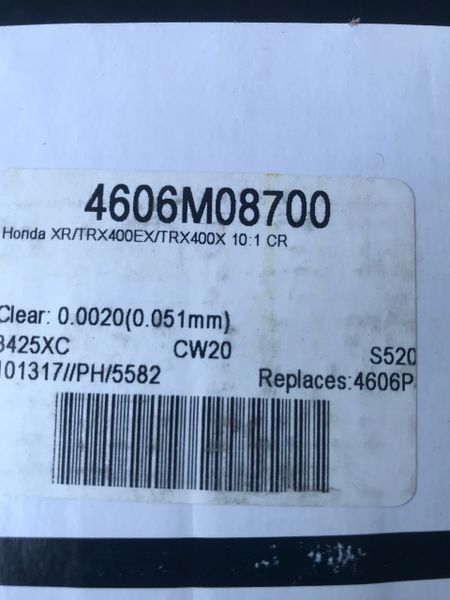 4606M08700
Honda XR/TRX400EX/TRX400X 10:1 CR
Clear: 0.0020(0.051mm)
3425XC CW20 S520
101317//PH/5582 Replaces:4606P